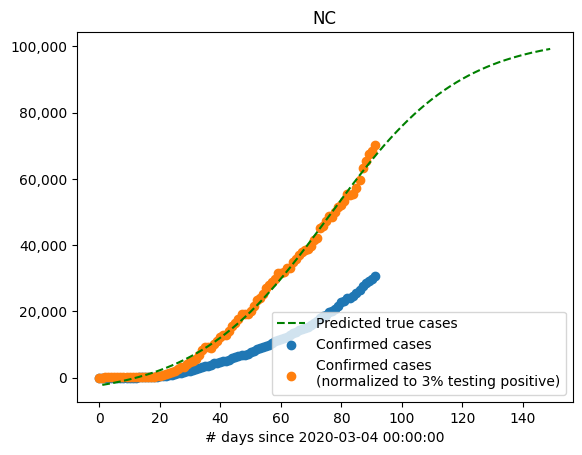 NC
100,000
80,000
60,000
40,000
20,000
0
Predicted true cases
Confirmed cases
Confirmed cases
(normalized to 3% testing positive)
0 20 40 60 80 100 120 140
# days since 2020-03-04 00:00:00